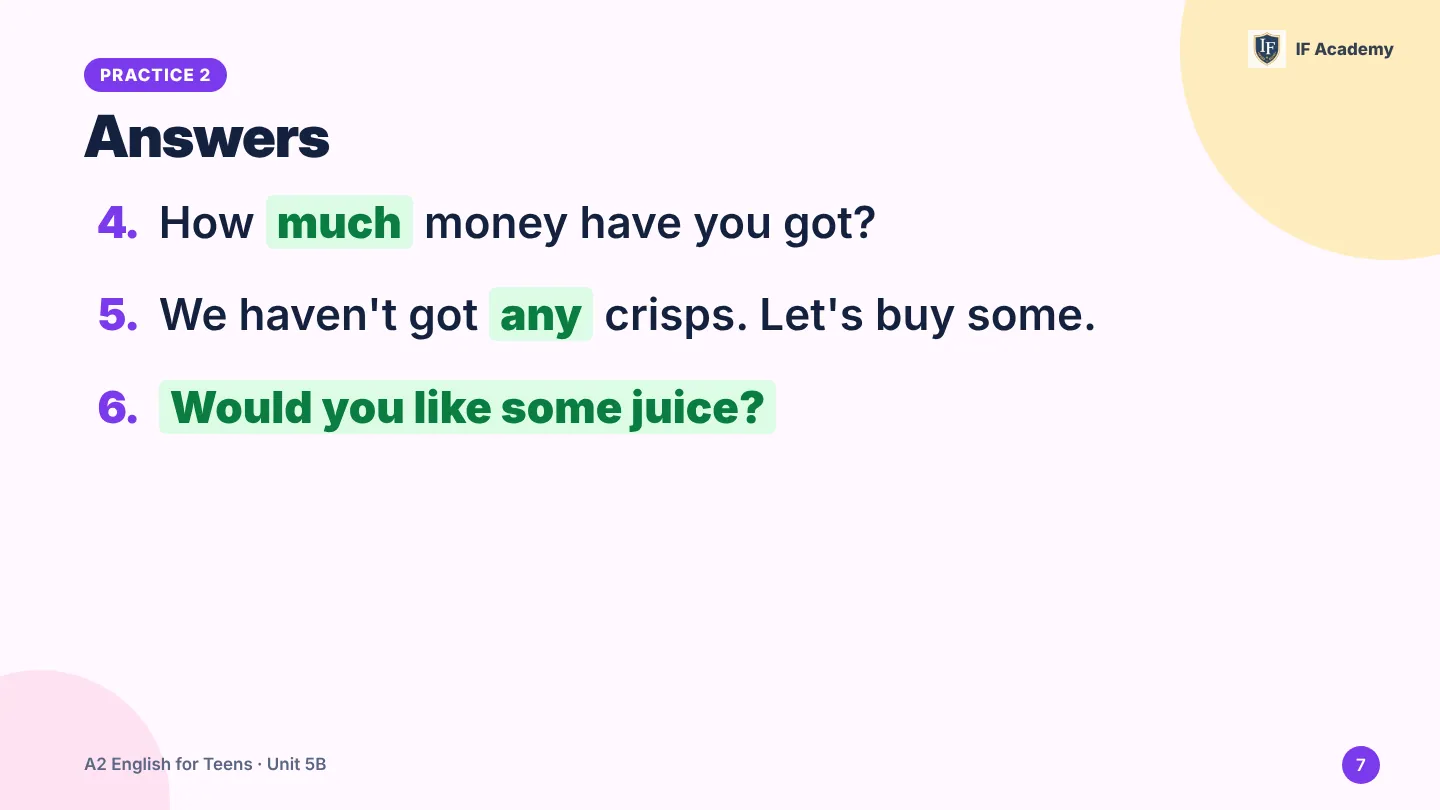 IF
IF Academy
PRACTICE 2
Answers
4. How much money have you got?
5. We haven't got any crisps. Let's buy some.
6. Would you like some juice?
A2 English for Teens · Unit 5B
7